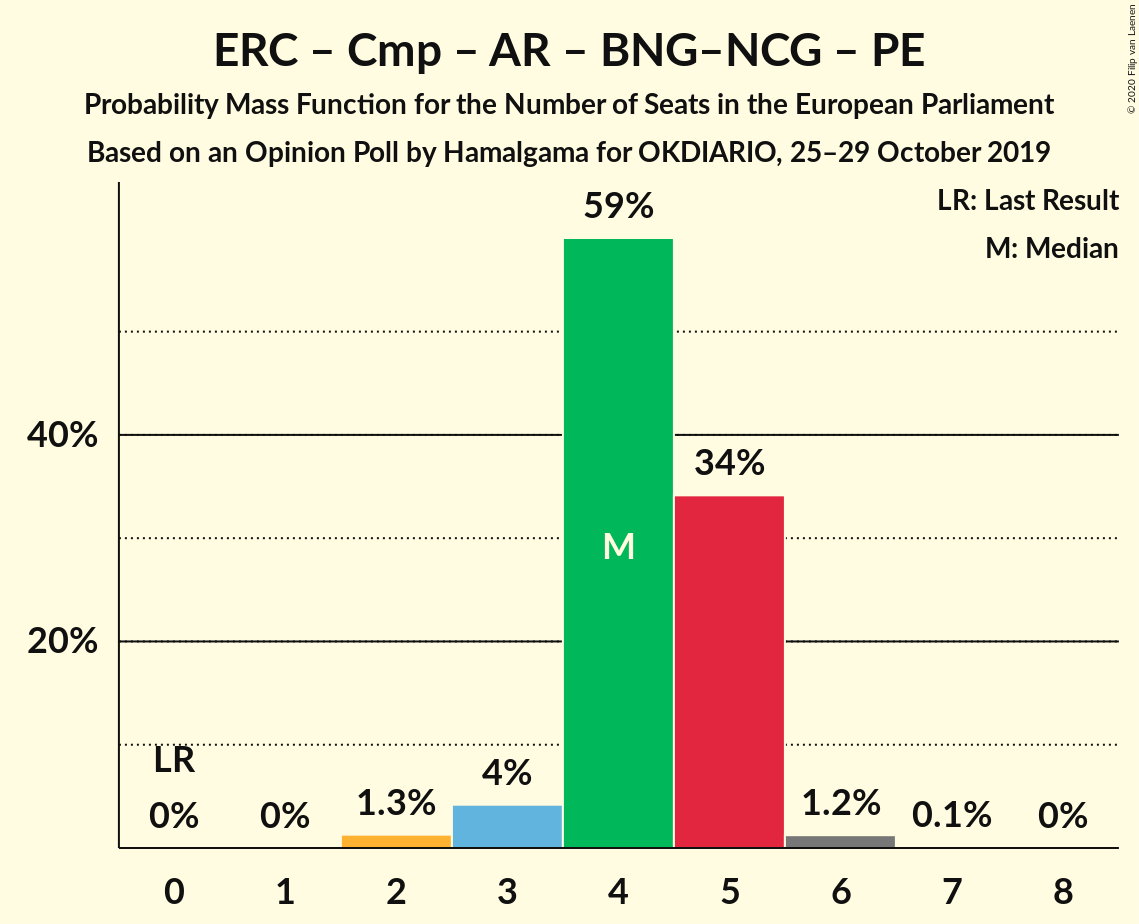 ERC – Cmp – AR – BNG–NCG – PE
Probability Mass Function for the Number of Seats in the European Parliament
Based on an Opinion Poll by Hamalgama for OKDIARIO, 25–29 October 2019
© 2020 Filip van Laenen
LR: Last Result
M: Median
59%
40%
34%
M
20%
LR
0% 0% 1.3% 4% 1.2% 0.1% 0%
0 1 2 3 4 5 6 7 8